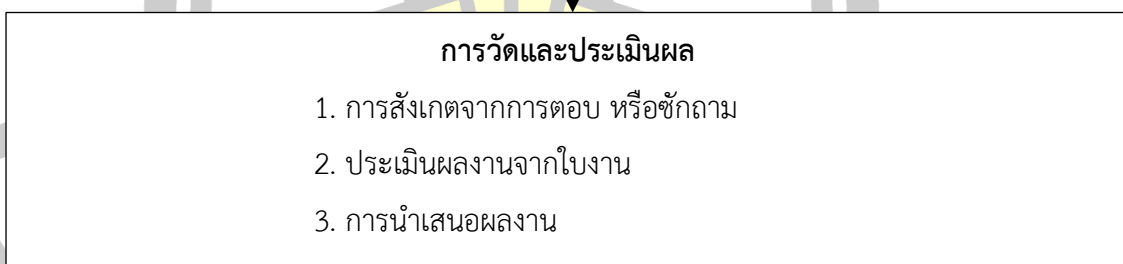 การวัดและประเมินผล
1. การสังเกตจากการตอบ หรือซักถาม
2. ประเมินผลงานจากใบงาน
3. การนำเสนอผลงาน